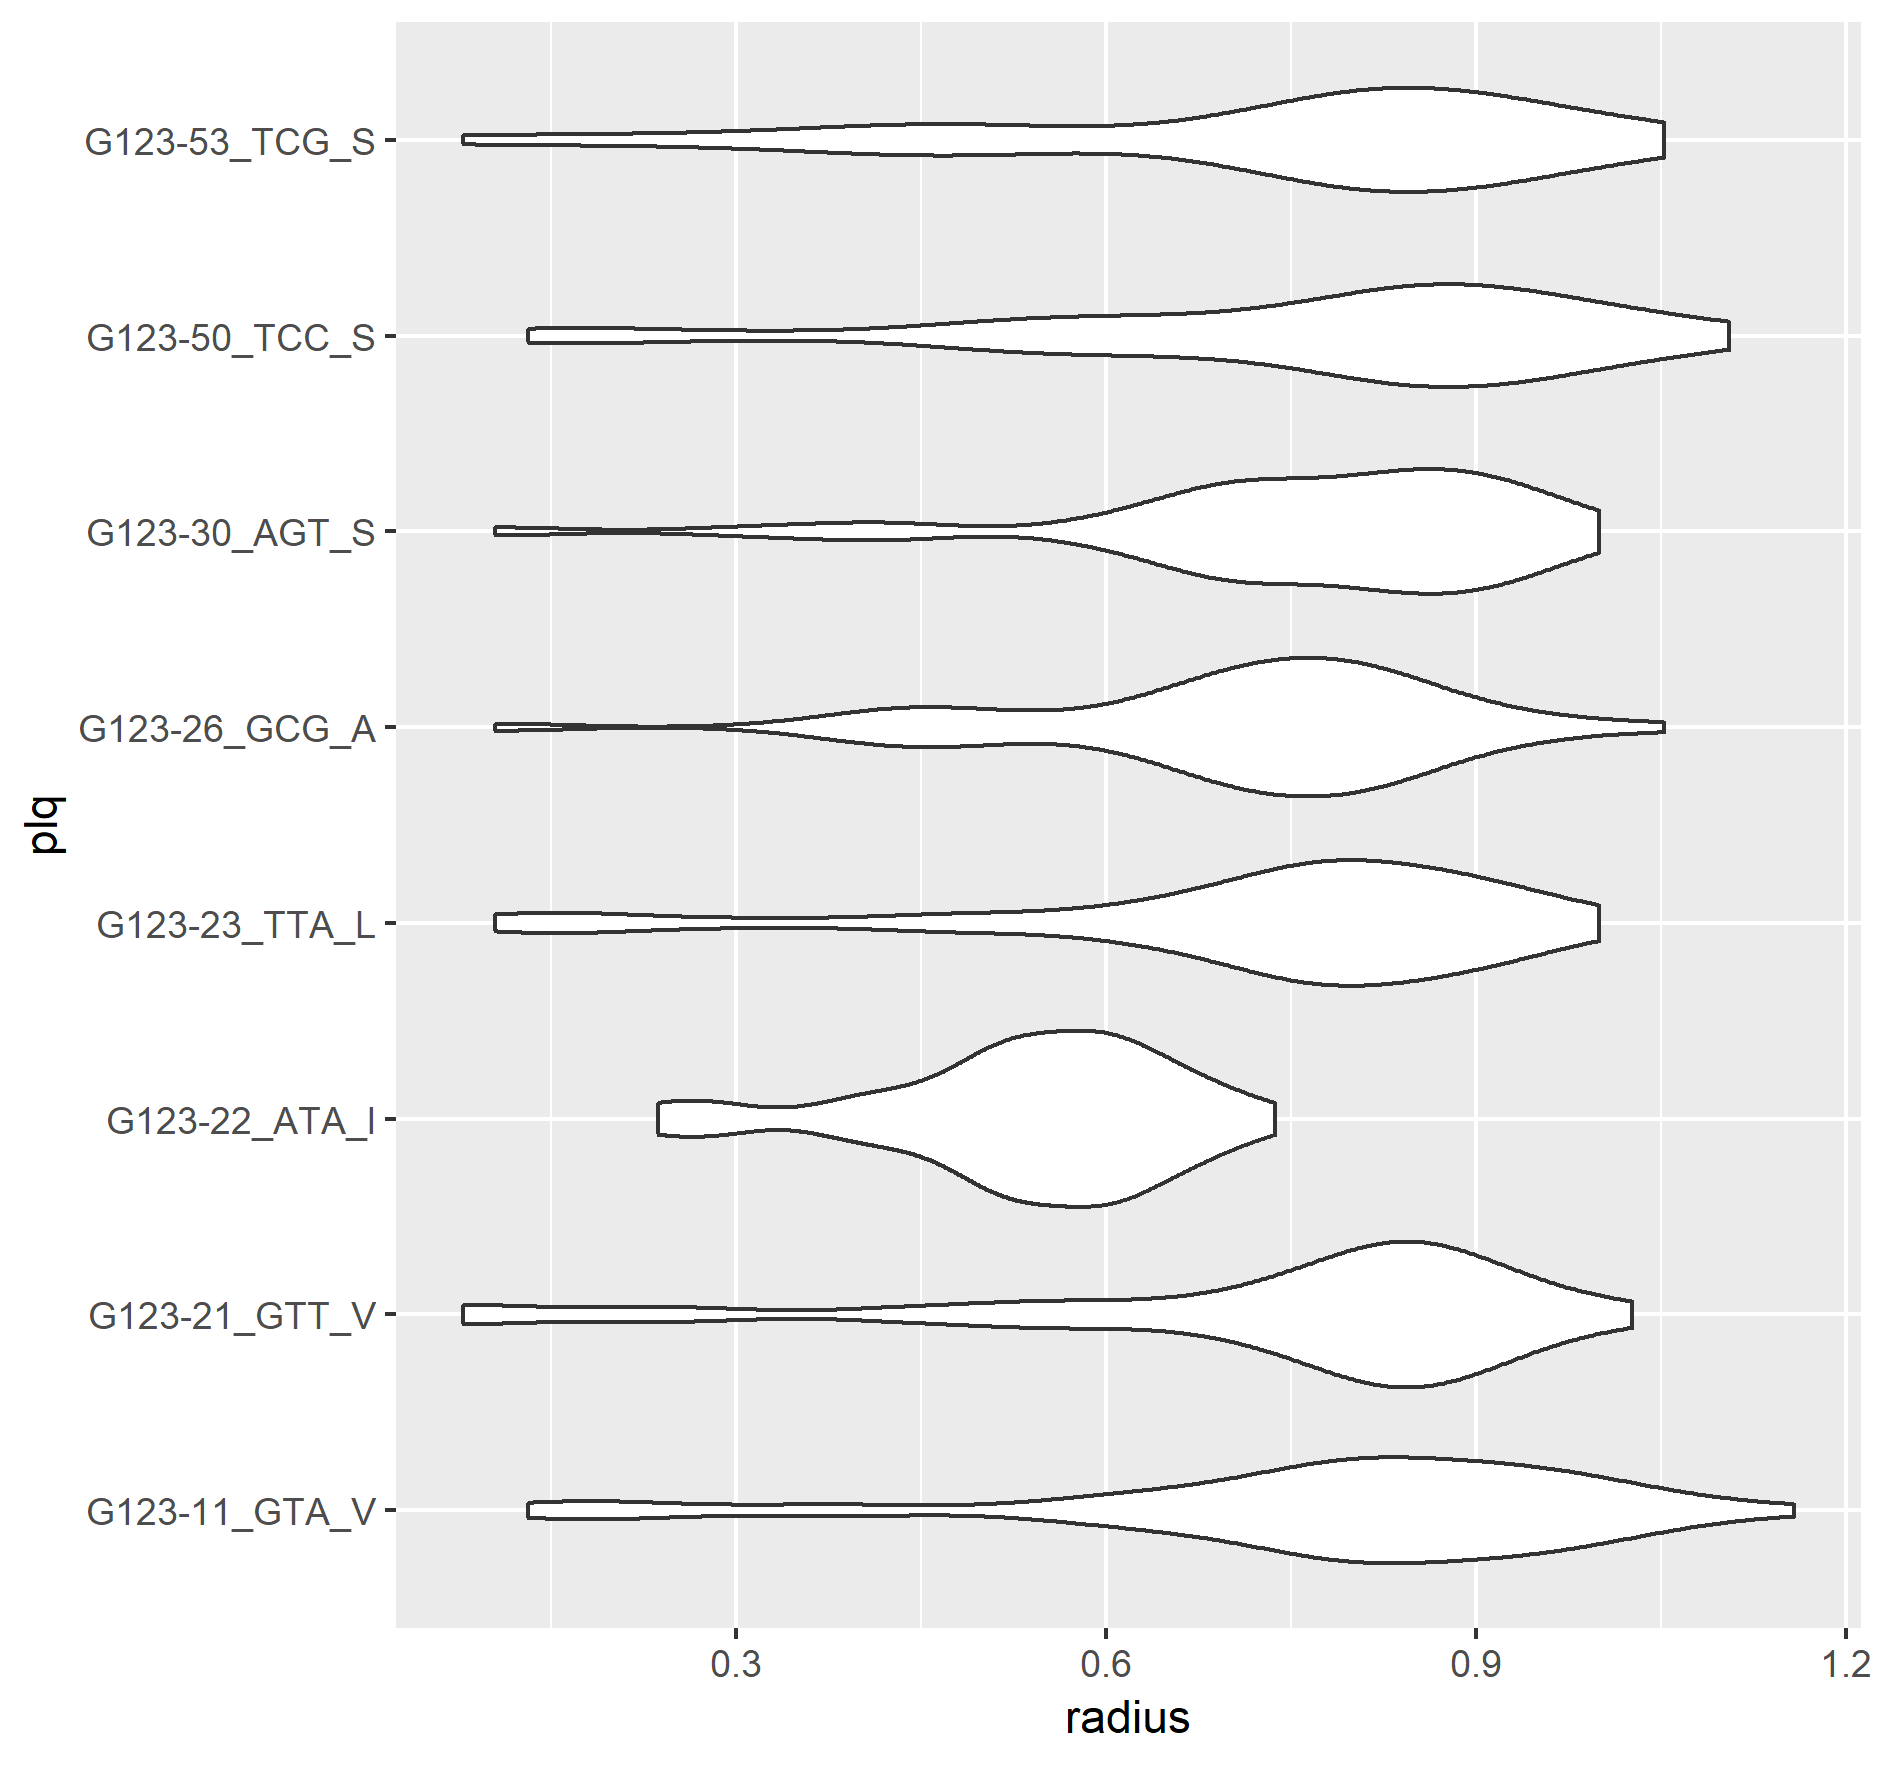 G123-53_TCG_S
G123-50_TCC_S
G123-30_AGT_S
G123-26_GCG_A
G123-23_TTA_L
G123-22_ATA_I
G123-21_GTT_V
G123-11_GTA_V
plq
0.3 0.6 0.9 1.2
radius